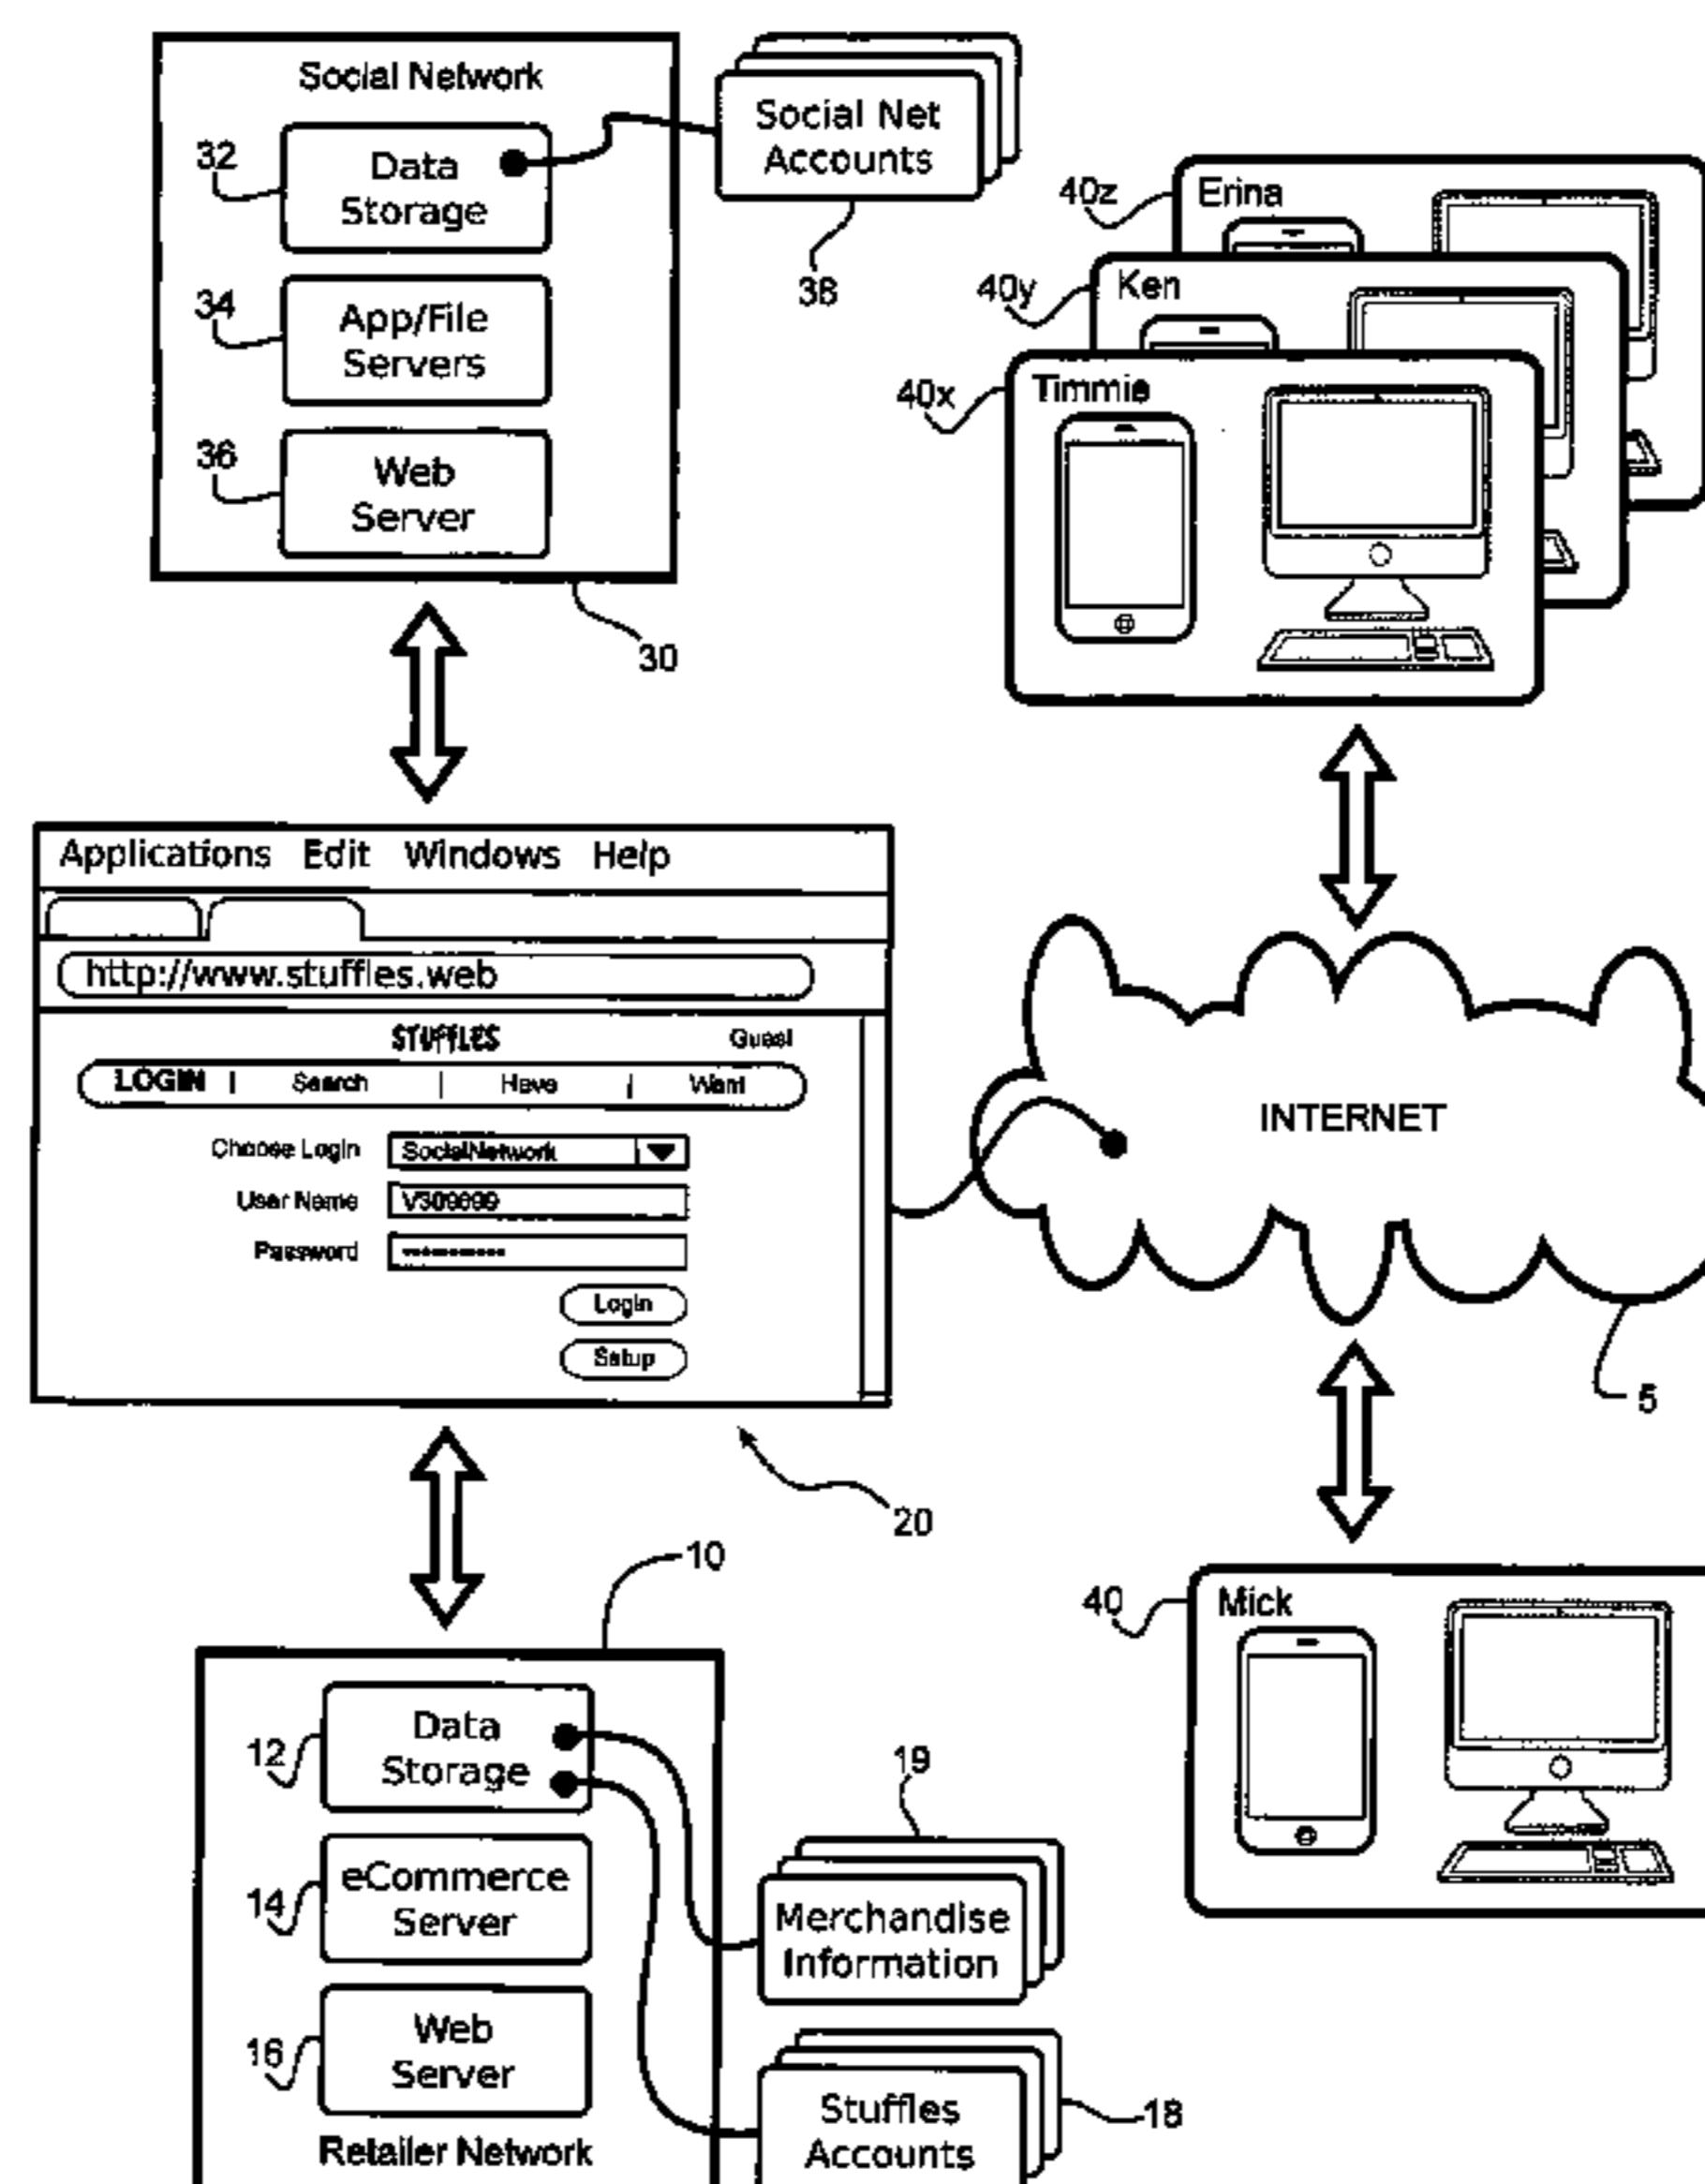 Social Network
32
Data
Storage
34
App/File
Servers
36
Web
Server
30
Social Net
Accounts
38
40z
Erina
40y
Ken
40x
Timmie
Applications Edit Windows Help
http://www.stuffles.web
STUFFLES
Guest
LOGIN | Search | Have | Want
Choose Login
SocialNetwork
User Name
Password
Login
Setup
20
INTERNET
5
10
12
Data
Storage
14
eCommerce
Server
16
Web
Server
Retailer Network
19
Merchandise
Information
Stuffles
Accounts
18
40
Mick